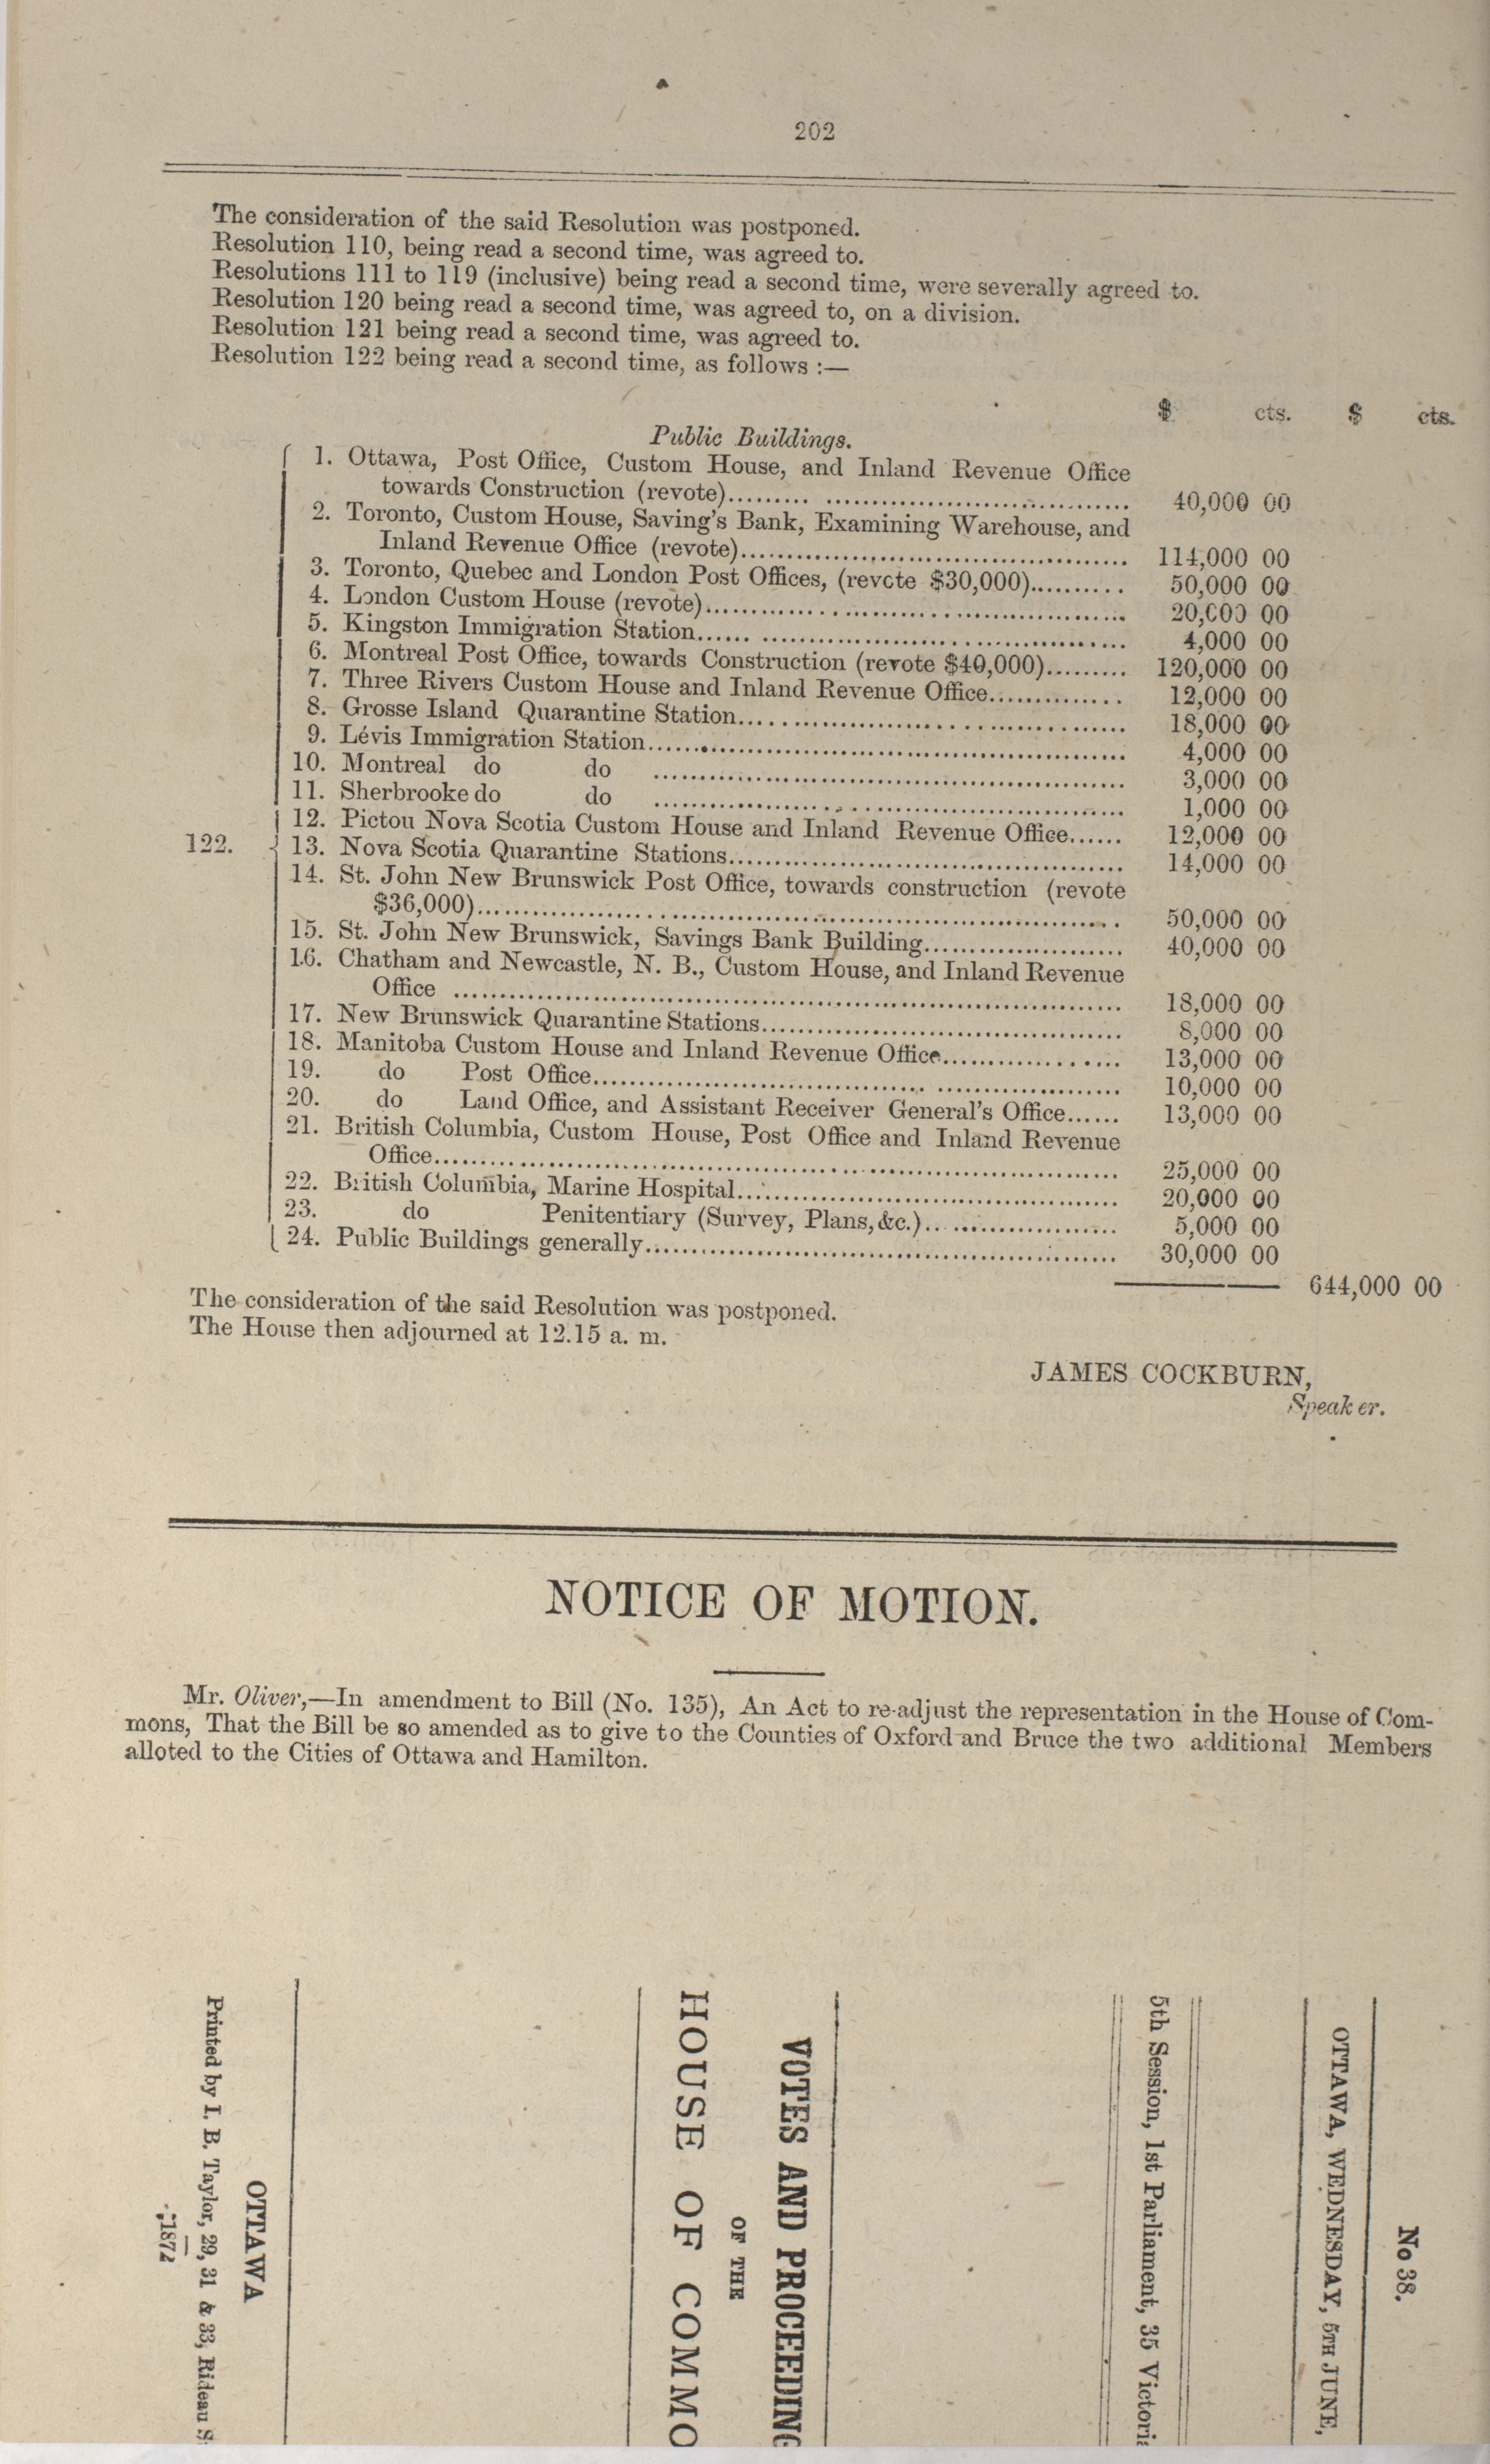 202
The consideration of the said Resolution was postponed.
Resolution 110, being read a second time, was agreed to.
Resolutions 111 to 119 (inclusive) being read a second time, were severally agreed to.
Resolution 120 being read a second time, was agreed to, on a division.
Resolution 121 being read a second time, was agreed to.
Resolution 122 being read a second time, as follows :—
$ cts. $ cts.
Public Buildings.
1. Ottawa, Post Office, Custom House, and Inland Revenue Office
towards Construction (revote)........ 40,000 00
2. Toronto, Custom House, Saving's Bank, Examining Warehouse, and
Inland Revenue Office (revote)........ 114,000 00
3. Toronto, Quebec and London Post Offices, (revote $30,000)........ 50,000 00
4. London Custom House (revote)........ 20,000 00
5. Kingston Immigration Station........ 4,000 00
6. Montreal Post Office, towards Construction (revote $40,000)........ 120,000 00
7. Three Rivers Custom House and Inland Revenue Office........ 12,000 00
8. Grosse Island Quarantine Station........ 18,000 00
9. Lévis Immigration Station........ 4,000 00
10. Montreal do do ........ 3,000 00
11. Sherbrooke do do ........ 1,000 00
12. Pictou Nova Scotia Custom House and Inland Revenue Office...... 12,000 00
122. 13. Nova Scotia Quarantine Stations........ 14,000 00
14. St. John New Brunswick Post Office, towards construction (revote
$36,000)........ 50,000 00
15. St. John New Brunswick, Savings Bank Building........ 40,000 00
16. Chatham and Newcastle, N. B., Custom House, and Inland Revenue
Office ........ 18,000 00
17. New Brunswick Quarantine Stations........ 8,000 00
18. Manitoba Custom House and Inland Revenue Office........ 13,000 00
19. do Post Office........ 10,000 00
20. do Land Office, and Assistant Receiver General's Office...... 13,000 00
21. British Columbia, Custom House, Post Office and Inland Revenue
Office........ 25,000 00
22. British Columbia, Marine Hospital........ 20,000 00
23. do Penitentiary (Survey, Plans, &c.)........ 5,000 00
24. Public Buildings generally........ 30,000 00
644,000 00
The consideration of the said Resolution was postponed.
The House then adjourned at 12.15 a. m.
JAMES COCKBURN,
Speaker.
NOTICE OF MOTION.
Mr. Oliver,—In amendment to Bill (No. 135), An Act to re-adjust the representation in the House of Com-
mons, That the Bill be so amended as to give to the Counties of Oxford and Bruce the two additional Members
alloted to the Cities of Ottawa and Hamilton.
No 38.
OTTAWA, WEDNESDAY, 5TH JUNE,
5th Session, 1st Parliament, 35 Victori
VOTES AND PROCEEDING
OF THE
HOUSE OF COMMO
OTTAWA
Printed by I. B. Taylor, 29, 31 & 33, Rideau S
1872